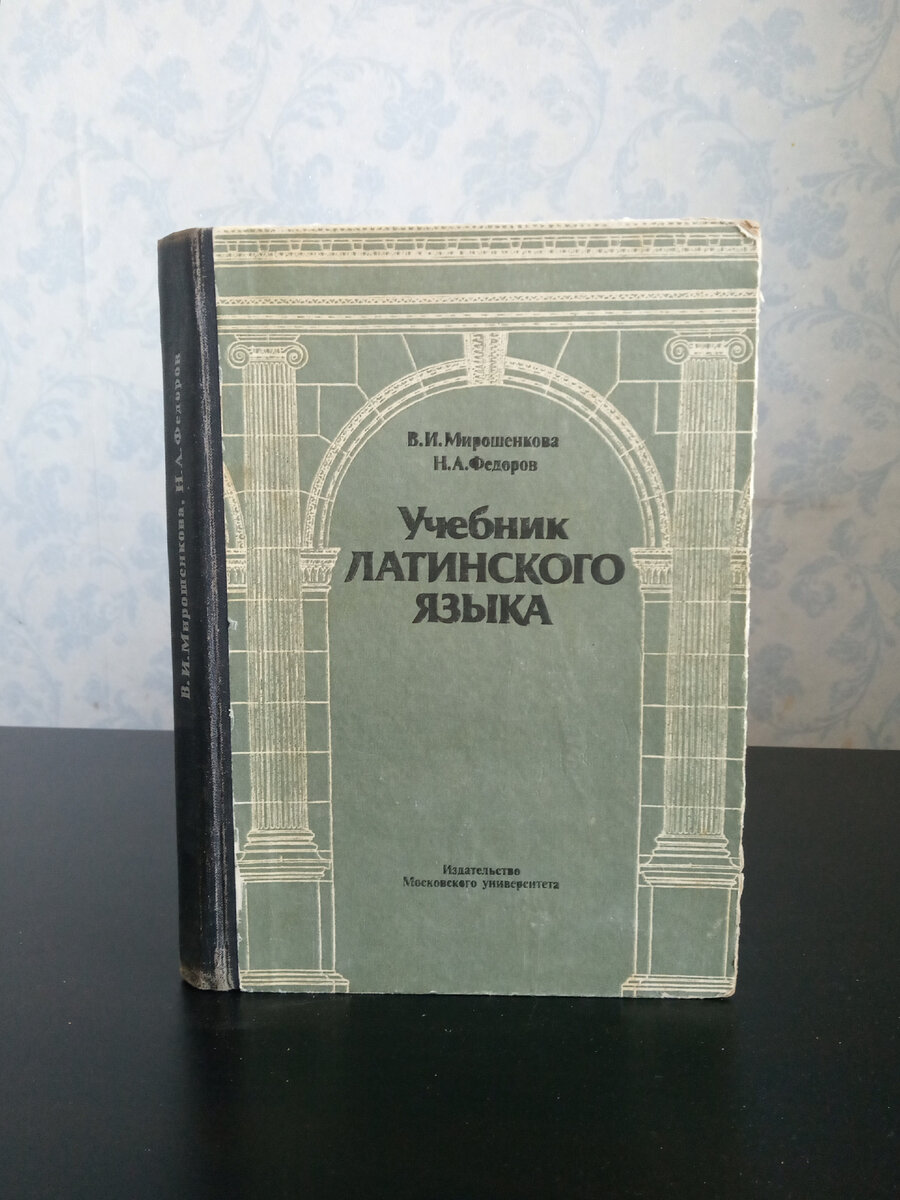 В. И. Мирошенкова, Н. А. Федоров
В.И.Мирошенкова
Н.А.Федоров
Учебник
ЛАТИНСКОГО
ЯЗЫКА
Издательство
Московского университета